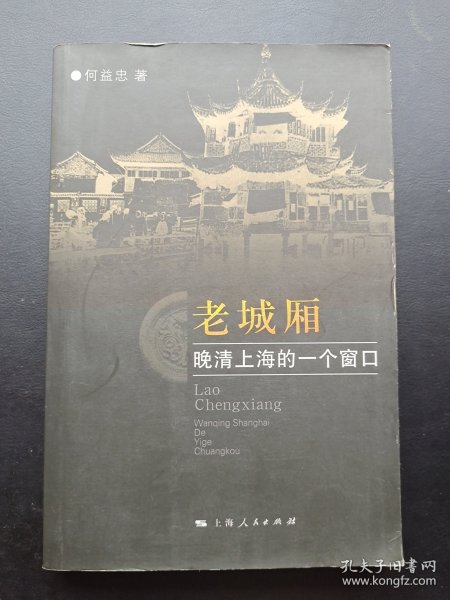 ●何益忠 著
老城厢
晚清上海的一个窗口
Lao
Chengxiang
Wanqing Shanghai
De
Yige
Chuangkou
上海人民出版社
孔夫子旧书网
www.kongfz.com